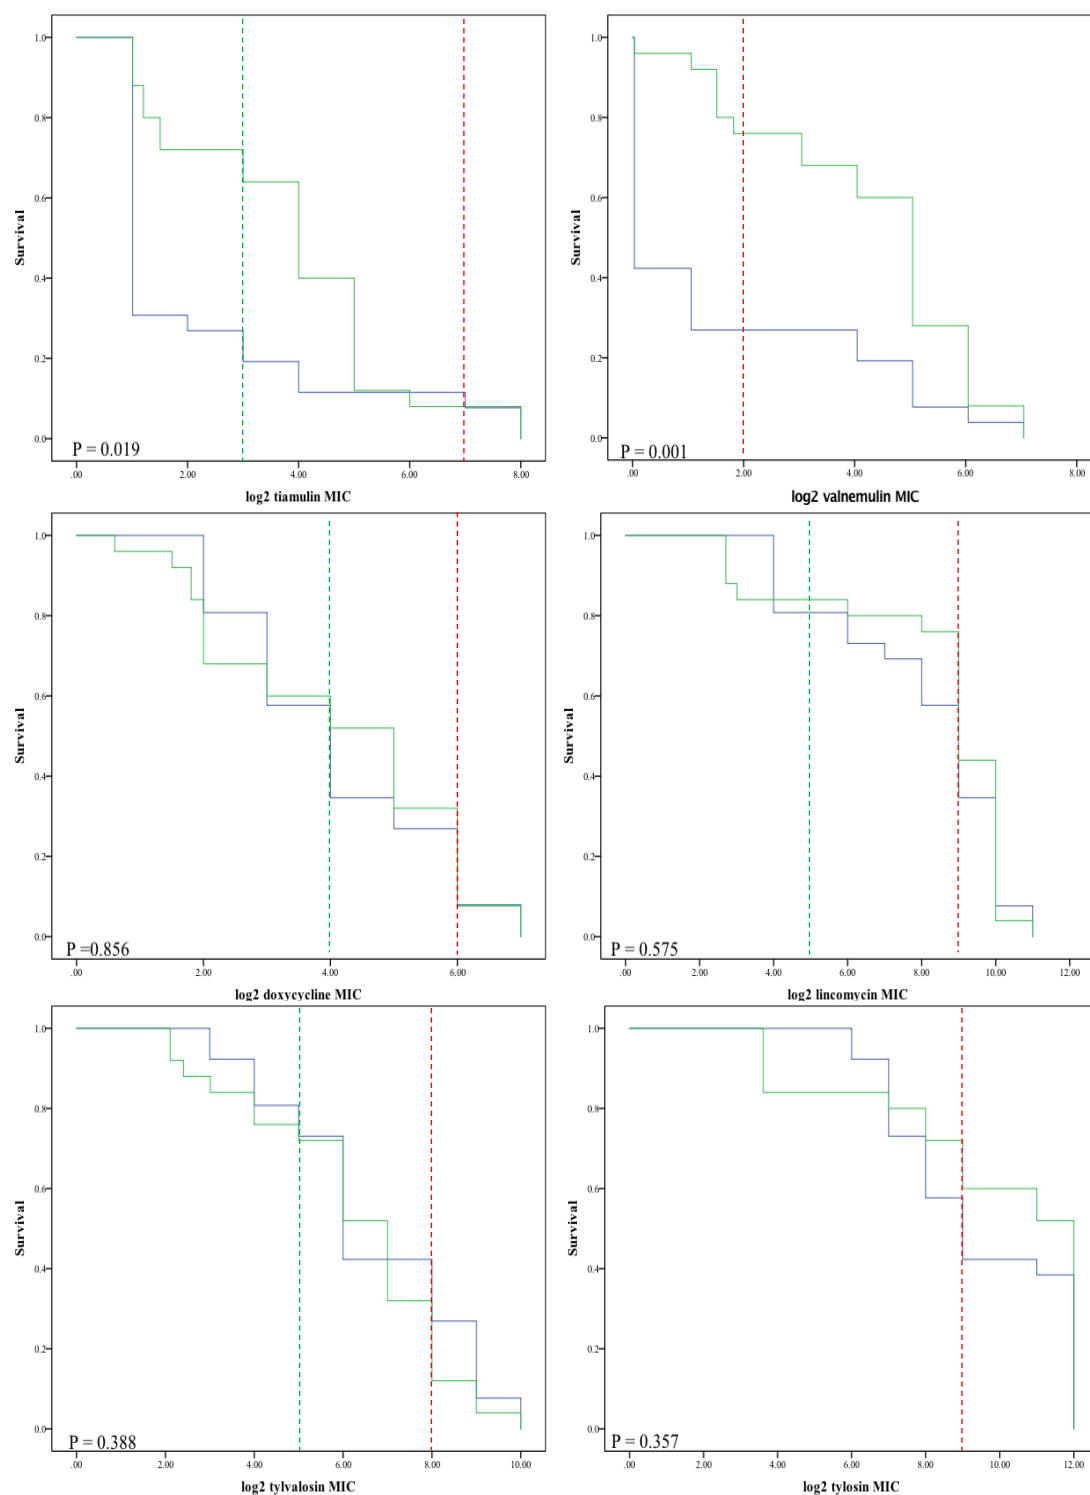 1.0
0.8
0.6
0.4
0.2
0.0
Survival
P = 0.019
.00 2.00 4.00 6.00 8.00
log2 tiamulin MIC
1.0
0.8
0.6
0.4
0.2
0.0
Survival
P = 0.001
.00 2.00 4.00 6.00 8.00
log2 valnemulin MIC
1.0
0.8
0.6
0.4
0.2
0.0
Survival
P =0.856
.00 2.00 4.00 6.00
log2 doxycycline MIC
1.0
0.8
0.6
0.4
0.2
0.0
Survival
P = 0.575
.00 2.00 4.00 6.00 8.00 10.00 12.00
log2 lincomycin MIC
1.0
0.8
0.6
0.4
0.2
0.0
Survival
P = 0.388
.00 2.00 4.00 6.00 8.00 10.00
log2 tylvalosin MIC
1.0
0.8
0.6
0.4
0.2
0.0
Survival
P = 0.357
.00 2.00 4.00 6.00 8.00 10.00 12.00
log2 tylosin MIC